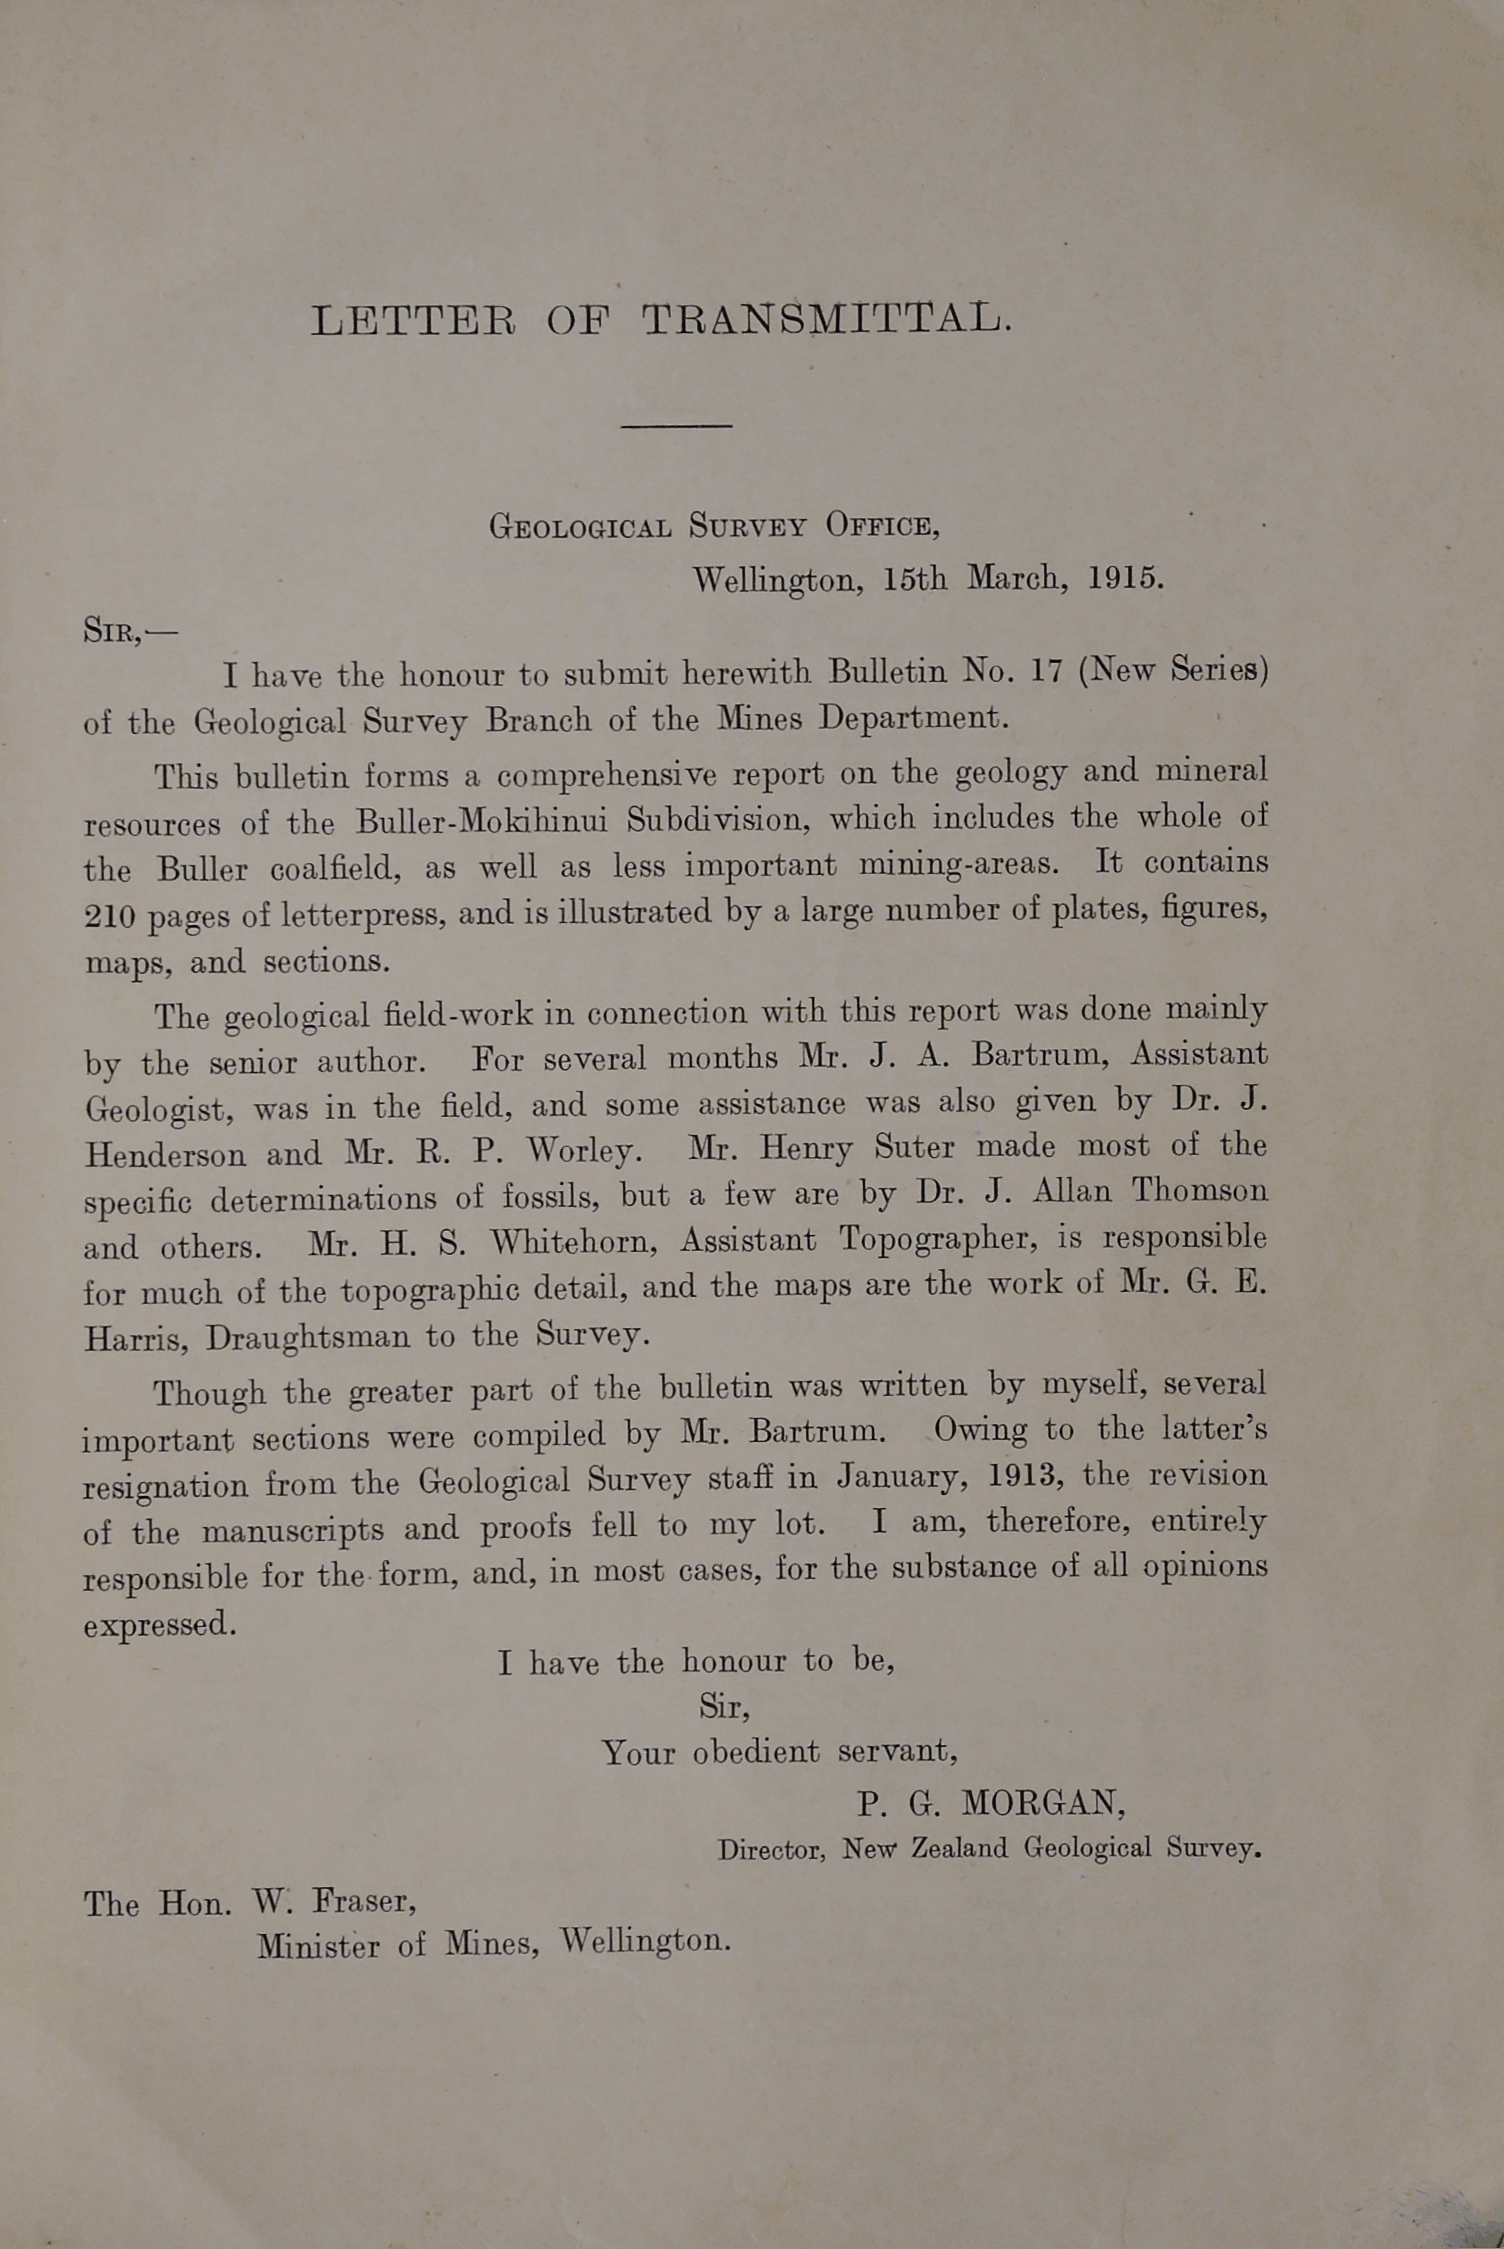 LETTER OF TRANSMITTAL.
GEOLOGICAL SURVEY OFFICE,
Wellington, 15th March, 1915.
SIR,—
I have the honour to submit herewith Bulletin No. 17 (New Series)
of the Geological Survey Branch of the Mines Department.
This bulletin forms a comprehensive report on the geology and mineral
resources of the Buller-Mokihinui Subdivision, which includes the whole of
the Buller coalfield, as well as less important mining-areas. It contains
210 pages of letterpress, and is illustrated by a large number of plates, figures,
maps, and sections.
The geological field-work in connection with this report was done mainly
by the senior author. For several months Mr. J. A. Bartrum, Assistant
Geologist, was in the field, and some assistance was also given by Dr. J.
Henderson and Mr. R. P. Worley. Mr. Henry Suter made most of the
specific determinations of fossils, but a few are by Dr. J. Allan Thomson
and others. Mr. H. S. Whitehorn, Assistant Topographer, is responsible
for much of the topographic detail, and the maps are the work of Mr. G. E.
Harris, Draughtsman to the Survey.
Though the greater part of the bulletin was written by myself, several
important sections were compiled by Mr. Bartrum. Owing to the latter's
resignation from the Geological Survey staff in January, 1913, the revision
of the manuscripts and proofs fell to my lot. I am, therefore, entirely
responsible for the form, and, in most cases, for the substance of all opinions
expressed.
I have the honour to be,
Sir,
Your obedient servant,
P. G. MORGAN,
Director, New Zealand Geological Survey.
The Hon. W. Fraser,
Minister of Mines, Wellington.